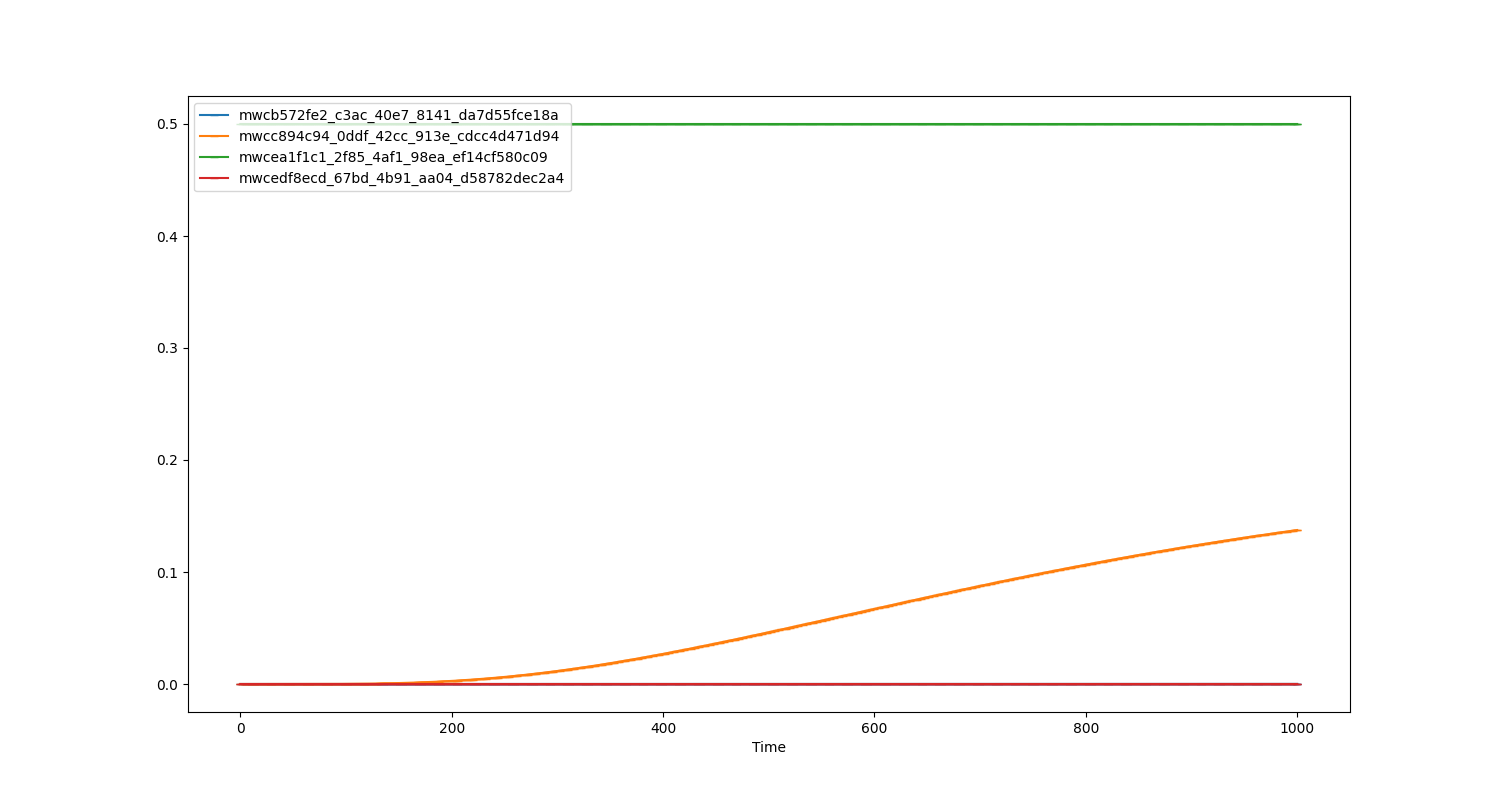 mwcb572fe2_c3ac_40e7_8141_da7d55fce18a
mwcc894c94_0ddf_42cc_913e_cdcc4d471d94
mwcea1f1c1_2f85_4af1_98ea_ef14cf580c09
mwcedf8ecd_67bd_4b91_aa04_d58782dec2a4
0.5
0.4
0.3
0.2
0.1
0.0
0 200 400 600 800 1000
Time